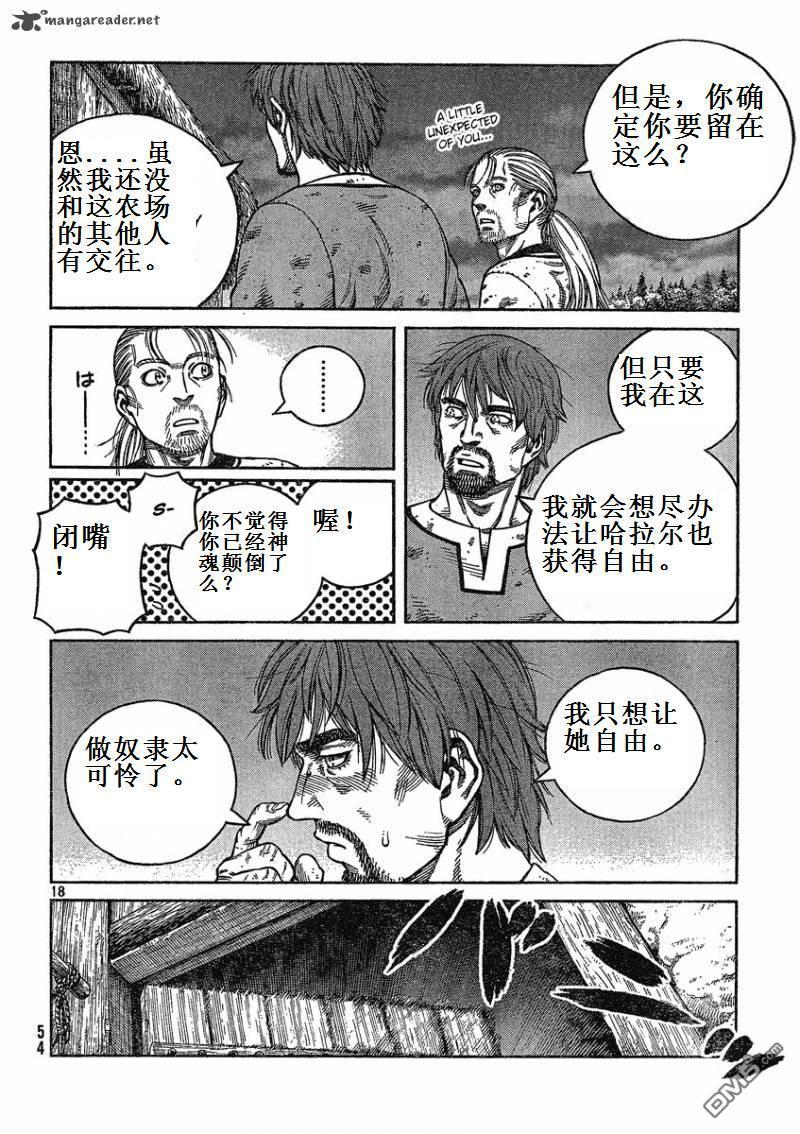 mangareader.net
但是，你确
定你要留在
这么？
A LITTLE
UNEXPECTED
OF YOU...
恩....虽
然我还没
和这农场
的其他人
有交往。
但只要
我在这
我就会想尽办
法让哈拉尔也
获得自由。
......
は
喔！
你不觉得
你已经神
魂颠倒了
么？
S-
闭嘴
！
我只想让
她自由。
做奴隶太
可怜了。
18
54
DM5.com